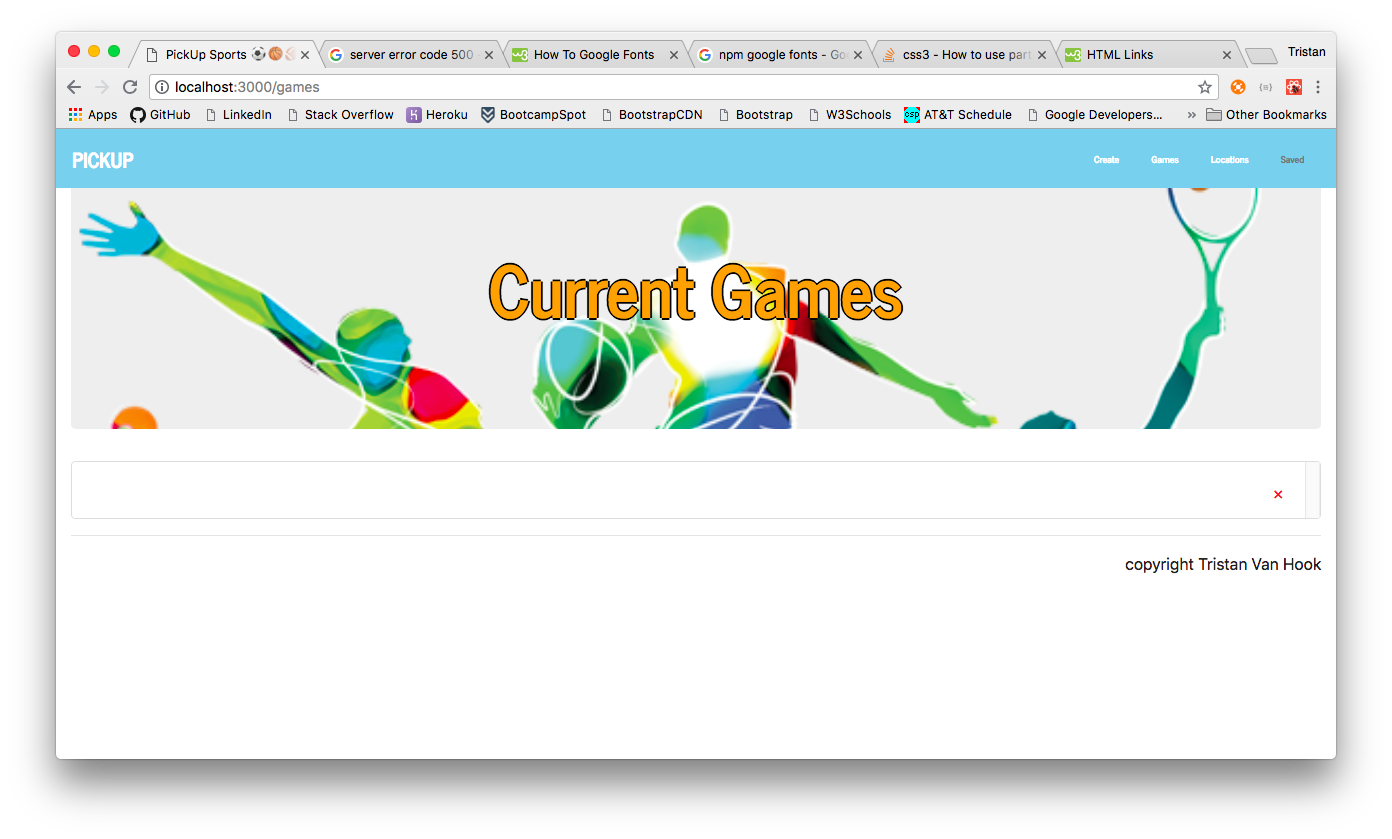 PickUp Sports ⚽🏀⚾ server error code 500 How To Google Fonts npm google fonts - Go css3 - How to use part HTML Links Tristan
localhost:3000/games
Apps GitHub LinkedIn Stack Overflow Heroku BootcampSpot BootstrapCDN Bootstrap W3Schools csp AT&T Schedule Google Developers... » Other Bookmarks
PICKUP Create Games Locations Saved
Current Games
×
copyright Tristan Van Hook